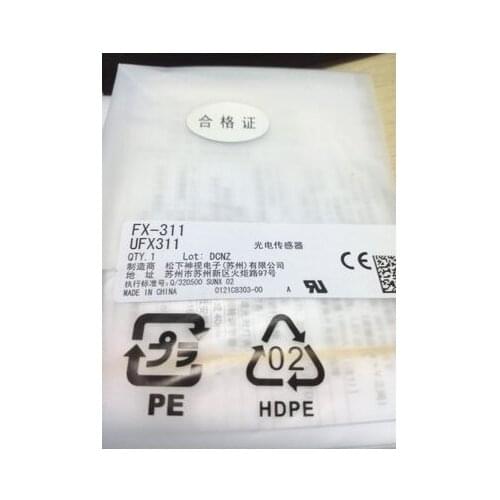 合格证
FX-311
UFX311 光电传感器
QTY.1 Lot: DCNZ
制造商 松下神视电子(苏州)有限公司
地 址 苏州市苏州新区火炬路97号
执行标准号:Q/320500 SUNX 02
MADE IN CHINA 0121C8303-00 A
CE
プラ
PE
02
HDPE